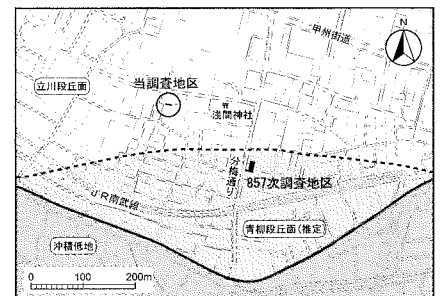 甲州街道
N
立川段丘面
当調査地区
浅間神社
分梅通り
857次調査地区
JR南武線
青柳段丘面(推定)
沖積低地
0 100 200m